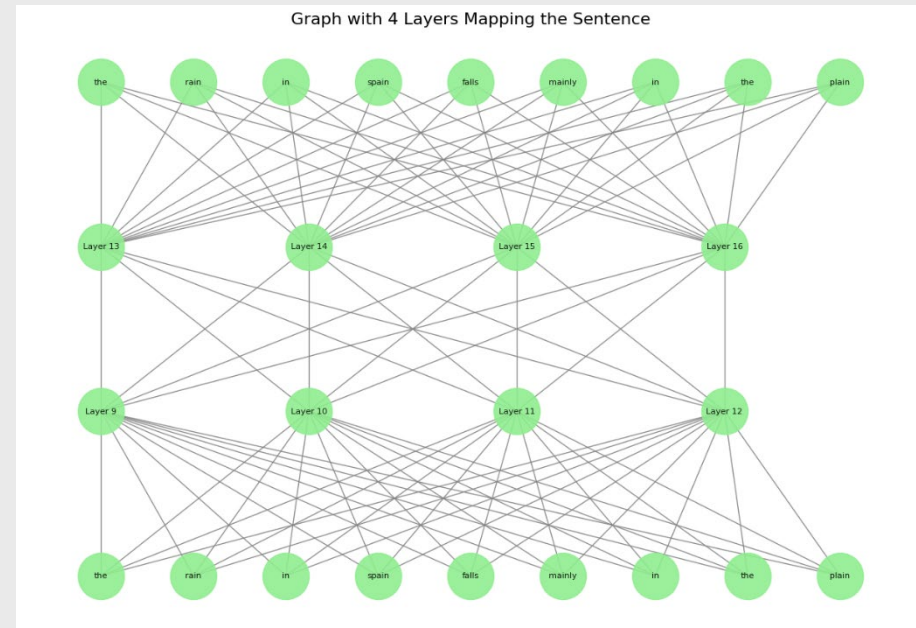 Graph with 4 Layers Mapping the Sentence
the rain in spain falls mainly in the plain
Layer 13 Layer 14 Layer 15 Layer 16
Layer 9 Layer 10 Layer 11 Layer 12
the rain in spain falls mainly in the plain